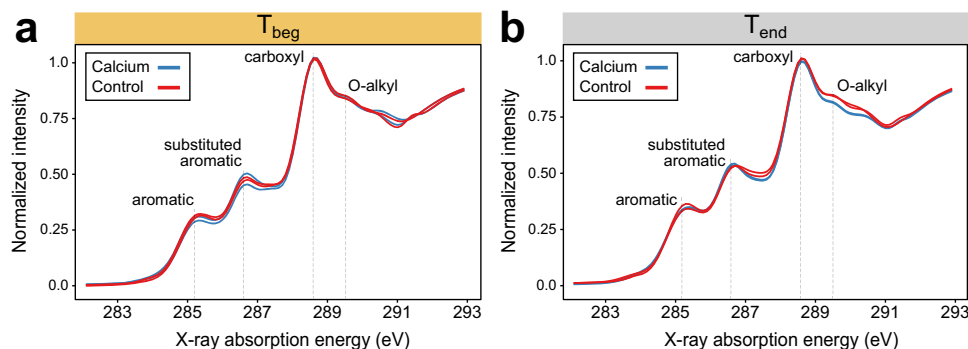 a
T_beg
Normalized intensity
1.0
0.75
0.50
0.25
0.0
Calcium
Control
carboxyl
O-alkyl
substituted
aromatic
aromatic
283 285 287 289 291 293
X-ray absorption energy (eV)
b
T_end
Normalized intensity
1.0
0.75
0.50
0.25
0.0
Calcium
Control
carboxyl
O-alkyl
substituted
aromatic
aromatic
283 285 287 289 291 293
X-ray absorption energy (eV)